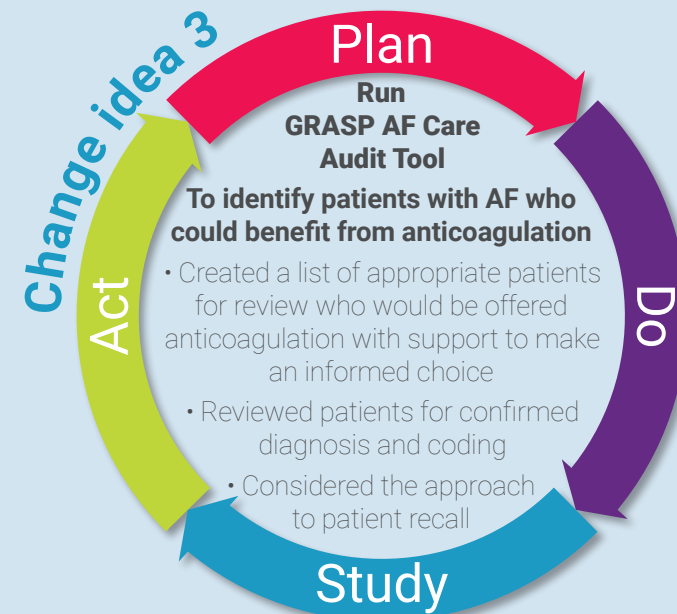 Change idea 3
Plan
Run
GRASP AF Care
Audit Tool
To identify patients with AF who
could benefit from anticoagulation
• Created a list of appropriate patients
for review who would be offered
anticoagulation with support to make
an informed choice
• Reviewed patients for confirmed
diagnosis and coding
• Considered the approach
to patient recall
Do
Study
Act